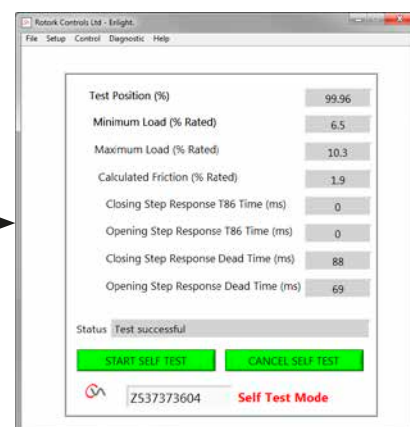 Rotork Controls Ltd - Enlight.
File Setup Control Diagnostic Help
Test Position (%) 99.96
Minimum Load (% Rated) 6.5
Maximum Load (% Rated) 10.3
Calculated Friction (% Rated) 1.9
Closing Step Response T86 Time (ms) 0
Opening Step Response T86 Time (ms) 0
Closing Step Response Dead Time (ms) 88
Opening Step Response Dead Time (ms) 69
Status Test successful
START SELF TEST CANCEL SELF TEST
Z537373604 Self Test Mode